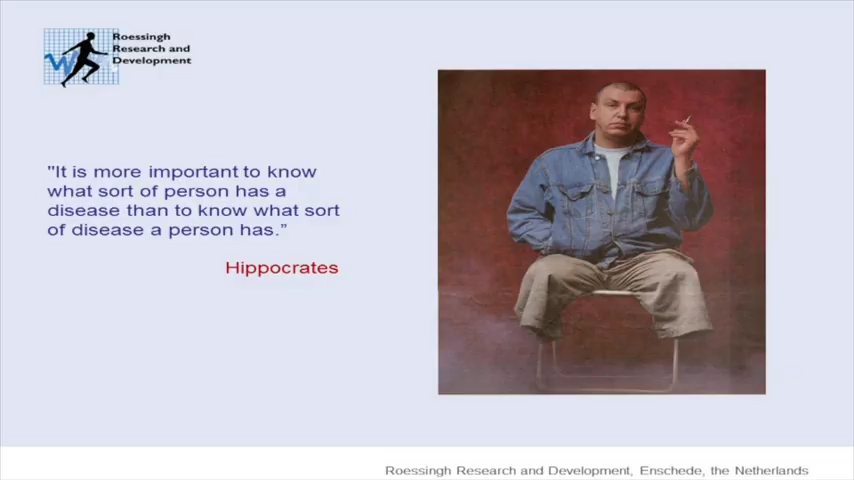 Roessingh
Research and
Development
"It is more important to know
what sort of person has a
disease than to know what sort
of disease a person has.”
Hippocrates
Roessingh Research and Development, Enschede, the Netherlands